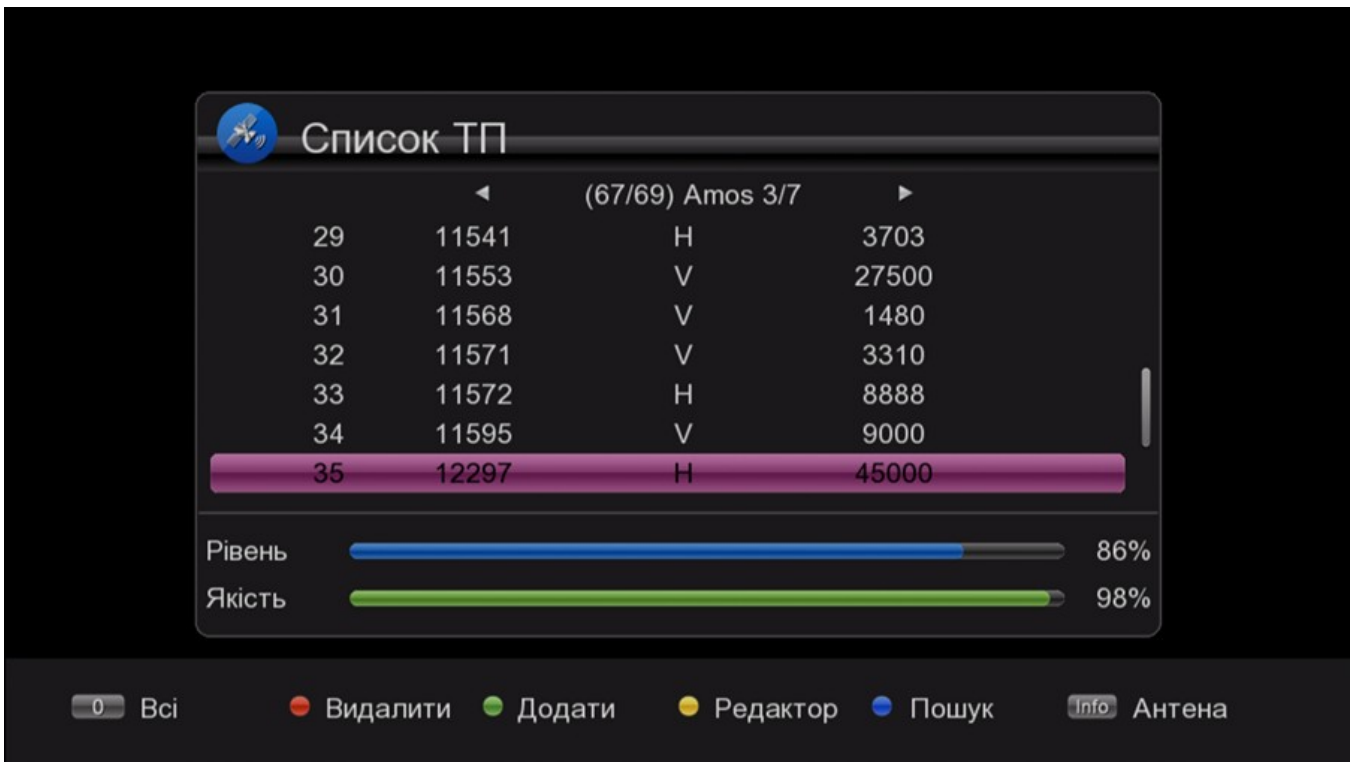 Список ТП
(67/69) Amos 3/7
29 11541 H 3703
30 11553 V 27500
31 11568 V 1480
32 11571 V 3310
33 11572 H 8888
34 11595 V 9000
35 12297 H 45000
Рівень 86%
Якість 98%
0 Всі Видалити Додати Редактор Пошук Info Антена